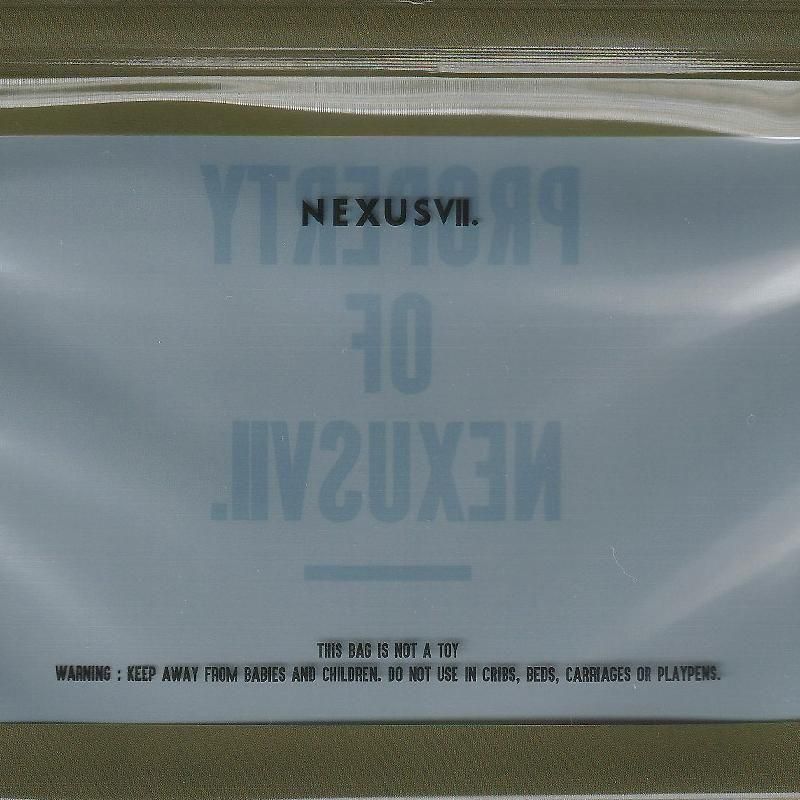 PROPERTY
NEXUSVII.
OF
NEXUSVII.
THIS BAG IS NOT A TOY
WARNING : KEEP AWAY FROM BABIES AND CHILDREN. DO NOT USE IN CRIBS, BEDS, CARRIAGES OR PLAYPENS.